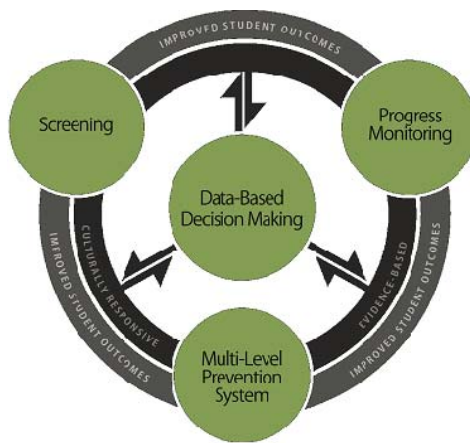 IMPROVED STUDENT OUTCOMES
Screening
Progress
Monitoring
Data-Based
Decision Making
IMPROVED STUDENT OUTCOMES
CULTURALLY RESPONSIVE
EVIDENCE-BASED
IMPROVED STUDENT OUTCOMES
Multi-Level
Prevention
System